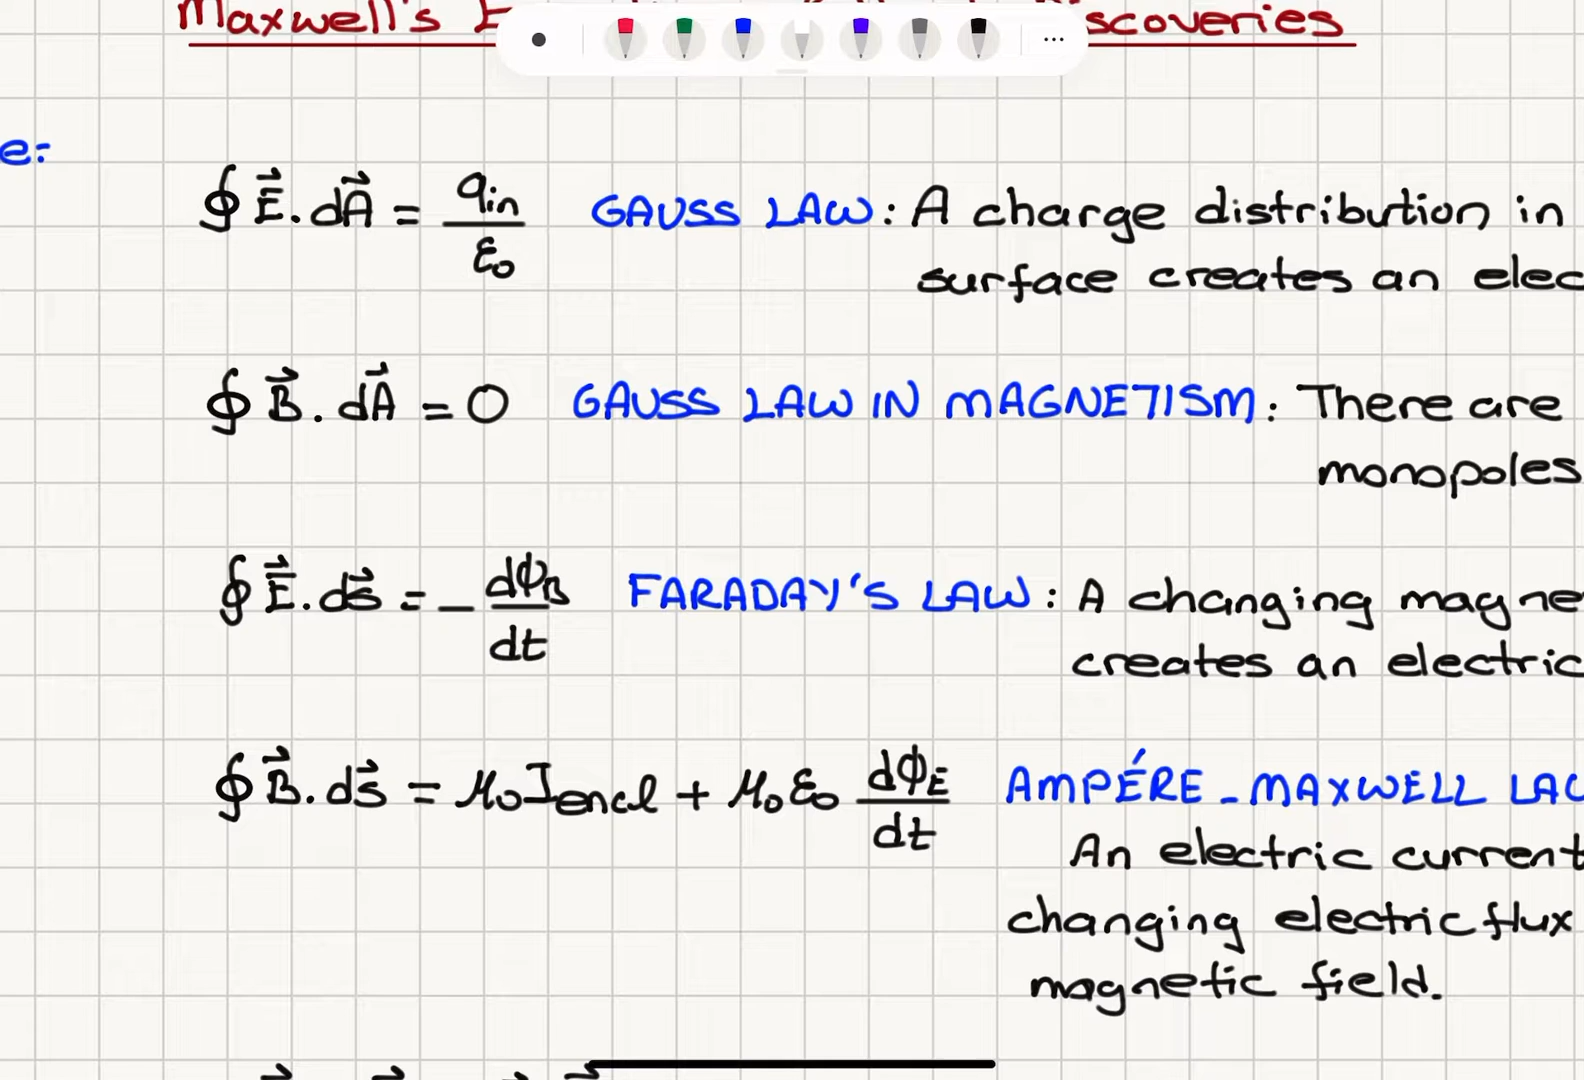 Maxwell's
e:
∮ E⃗ . dA⃗ = qin / ε₀ GAUSS LAW : A charge distribution in
surface creates an elec
∮ B⃗ . dA⃗ = 0 GAUSS LAW IN MAGNETISM : There are
monopoles
∮ E⃗ . ds⃗ = - dΦB / dt FARADAY'S LAW : A changing magne
creates an electric
∮ B⃗ . ds⃗ = μ₀Iencl + μ₀ε₀ dΦE / dt AMPÉRE - MAXWELL LA
An electric current
changing electric flux
magnetic field.